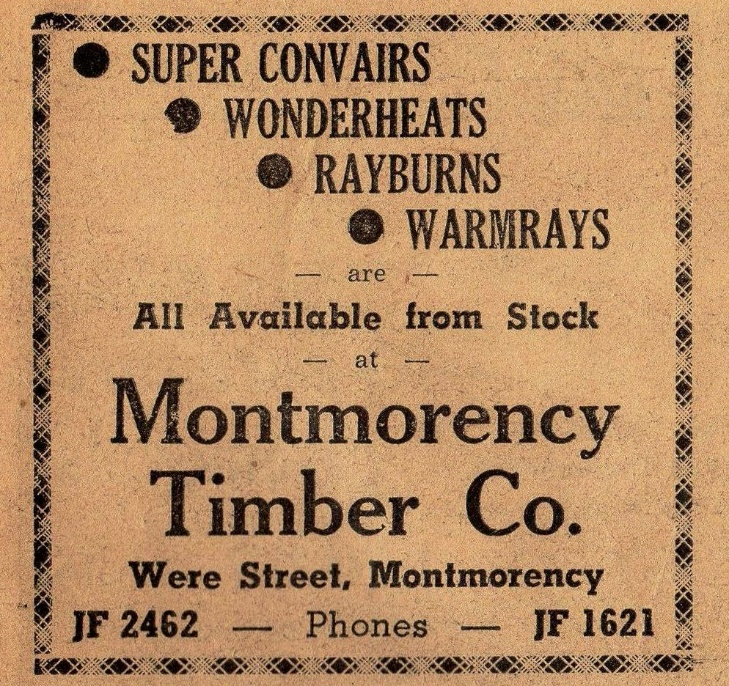 ● SUPER CONVAIRS
● WONDERHEATS
● RAYBURNS
● WARMRAYS
— are —
All Available from Stock
— at —
Montmorency
Timber Co.
Were Street, Montmorency
JF 2462 — Phones — JF 1621